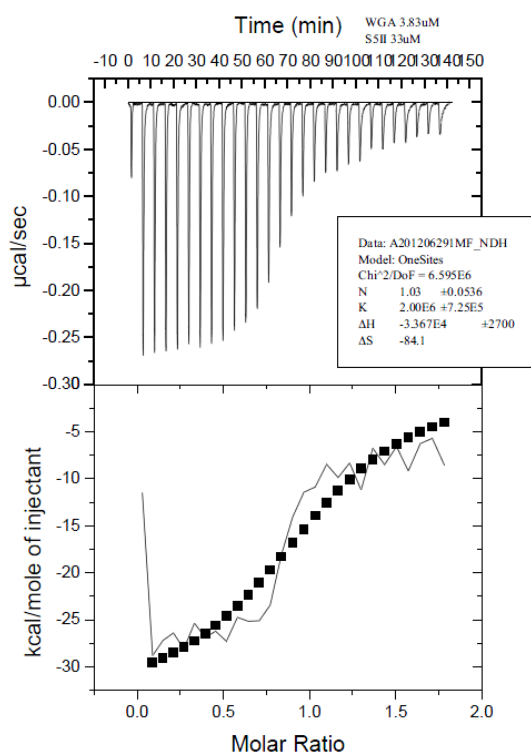 Time (min)
WGA 3.83uM
S5II 33uM
-10 0 10 20 30 40 50 60 70 80 90 100 110 120 130 140 150
0.00
-0.05
-0.10
-0.15
-0.20
-0.25
-0.30
µcal/sec
Data: A201206291MF_NDH
Model: OneSites
Chi^2/DoF = 6.595E6
N 1.03 ±0.0536
K 2.00E6 ±7.25E5
ΔH -3.367E4 ±2700
ΔS -84.1
-5
-10
-15
-20
-25
-30
kcal/mole of injectant
0.0 0.5 1.0 1.5 2.0
Molar Ratio